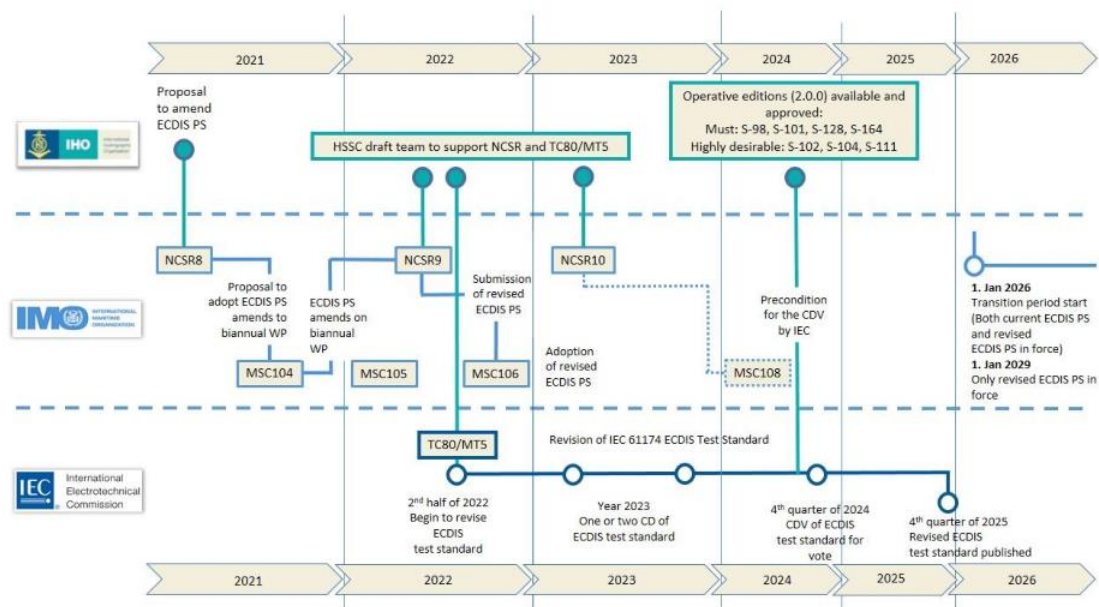 2021
2022
2023
2024
2025
2026
Proposal
to amend
ECDIS PS
Operative editions (2.0.0) available and
approved:
Must: S-98, S-101, S-128, S-164
Highly desirable: S-102, S-104, S-111
IHO
International
Hydrographic
Organization
HSSC draft team to support NCSR and TC80/MT5
NCSR8
NCSR9
NCSR10
Proposal to
adopt ECDIS PS
amends to
biannual WP
ECDIS PS
amends on
biannual
WP
Submission
of revised
ECDIS PS
Precondition
for the CDV
by IEC
1. Jan 2026
Transition period start
(Both current ECDIS PS
and revised
ECDIS PS in force)
1. Jan 2029
Only revised ECDIS PS in
force
IMO
INTERNATIONAL
MARITIME
ORGANIZATION
Adoption
of revised
ECDIS PS
MSC104
MSC105
MSC106
MSC108
TC80/MT5
Revision of IEC 61174 ECDIS Test Standard
IEC
International
Electrotechnical
Commission
2nd half of 2022
Begin to revise
ECDIS
test standard
Year 2023
One or two CD of
ECDIS test standard
4th quarter of 2024
CDV of ECDIS
test standard for
vote
4th quarter of 2025
Revised ECDIS
test standard published
2021
2022
2023
2024
2025
2026